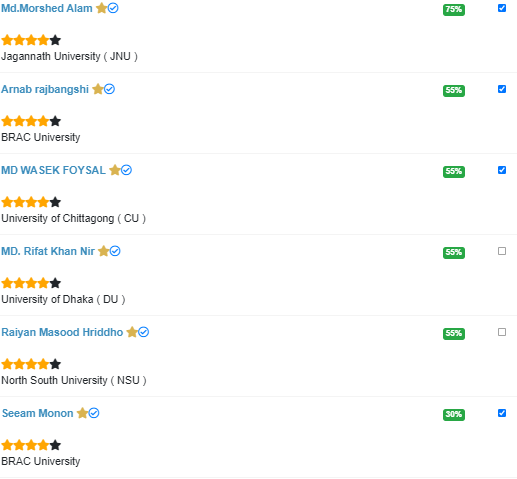 Md.Morshed Alam 75%
Jagannath University ( JNU )
Arnab rajbangshi 55%
BRAC University
MD WASEK FOYSAL 55%
University of Chittagong ( CU )
MD. Rifat Khan Nir 55%
University of Dhaka ( DU )
Raiyan Masood Hriddho 55%
North South University ( NSU )
Seeam Monon 30%
BRAC University